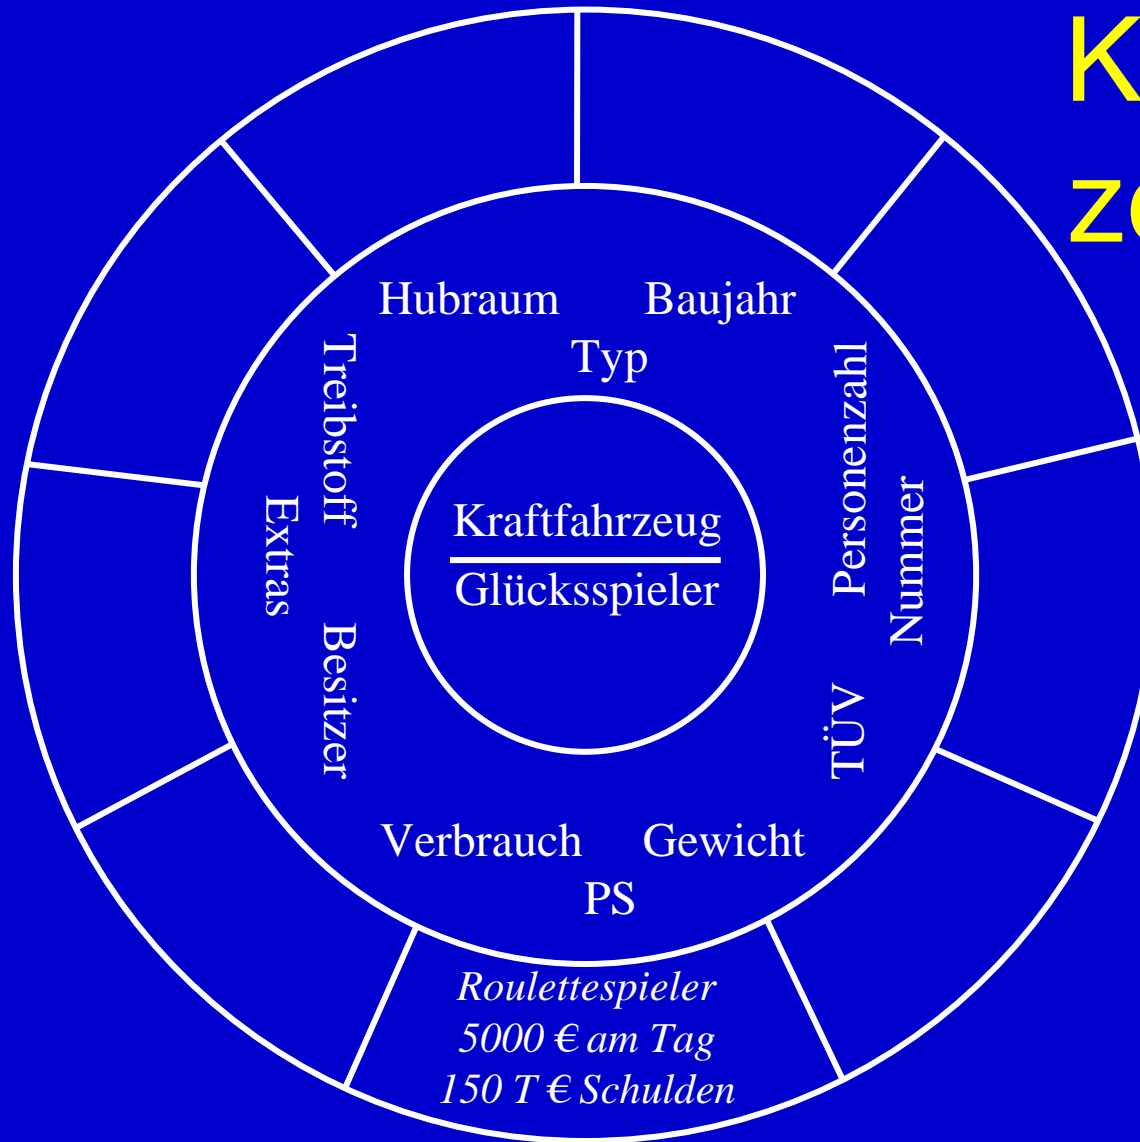 K
Hubraum
Baujahr
Typ
Treibstoff
Personenzahl
Extras
Nummer
Kraftfahrzeug
Glücksspieler
Besitzer
TÜV
Verbrauch
Gewicht
PS
Roulettespieler
5000 € am Tag
150 T € Schulden